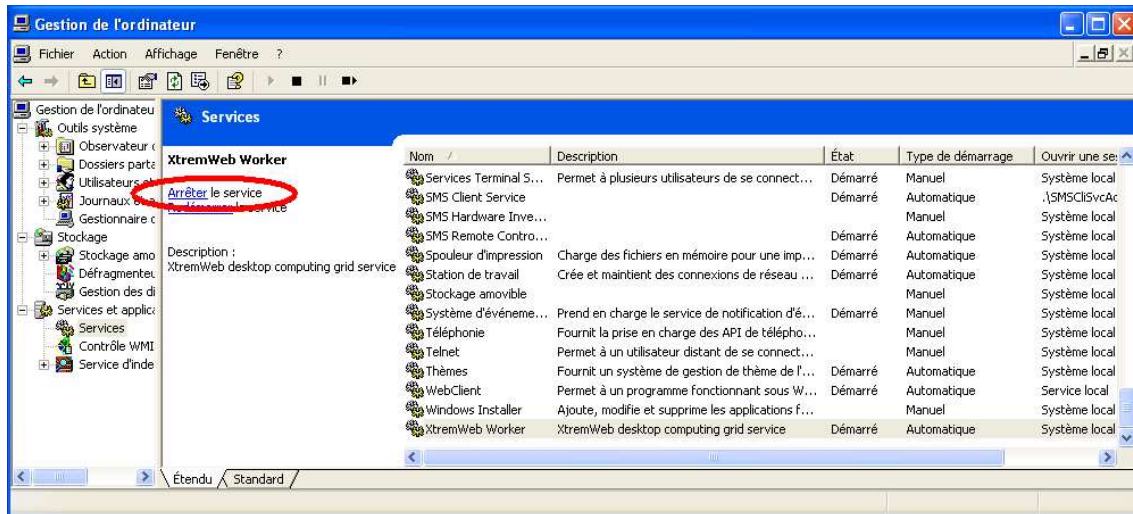 Gestion de l'ordinateur
Fichier Action Affichage Fenêtre ?
Gestion de l'ordinateu
Outils système
Observateur
Dossiers parta
Utilisateurs
Journaux
Gestionnaire
Stockage
Stockage amo
Défragmenteu
Gestion des di
Services et applica
Services
Contrôle WMI
Service d'inde
Services
XtremWeb Worker
Arrêter le service
Redémarrer le service
Description :
XtremWeb desktop computing grid service
Nom Description État Type de démarrage Ouvrir une se
Services Terminal S... Permet à plusieurs utilisateurs de se connect... Démarré Manuel Système local
SMS Client Service Démarré Automatique .\SMSCliSvcAc
SMS Hardware Inve... Manuel Système local
SMS Remote Contro... Démarré Automatique Système local
Spouleur d'impression Charge des fichiers en mémoire pour une imp... Démarré Automatique Système local
Station de travail Crée et maintient des connexions de réseau ... Démarré Automatique Système local
Stockage amovible Manuel Système local
Système d'événeme... Prend en charge le service de notification d'é... Démarré Manuel Système local
Téléphonie Fournit la prise en charge des API de télépho... Manuel Système local
Telnet Permet à un utilisateur distant de se connect... Manuel Système local
Thèmes Fournit un système de gestion de thème de l'... Démarré Automatique Système local
WebClient Permet à un programme fonctionnant sous W... Démarré Automatique Service local
Windows Installer Ajoute, modifie et supprime les applications f... Manuel Système local
XtremWeb Worker XtremWeb desktop computing grid service Démarré Automatique Système local
Étendu Standard